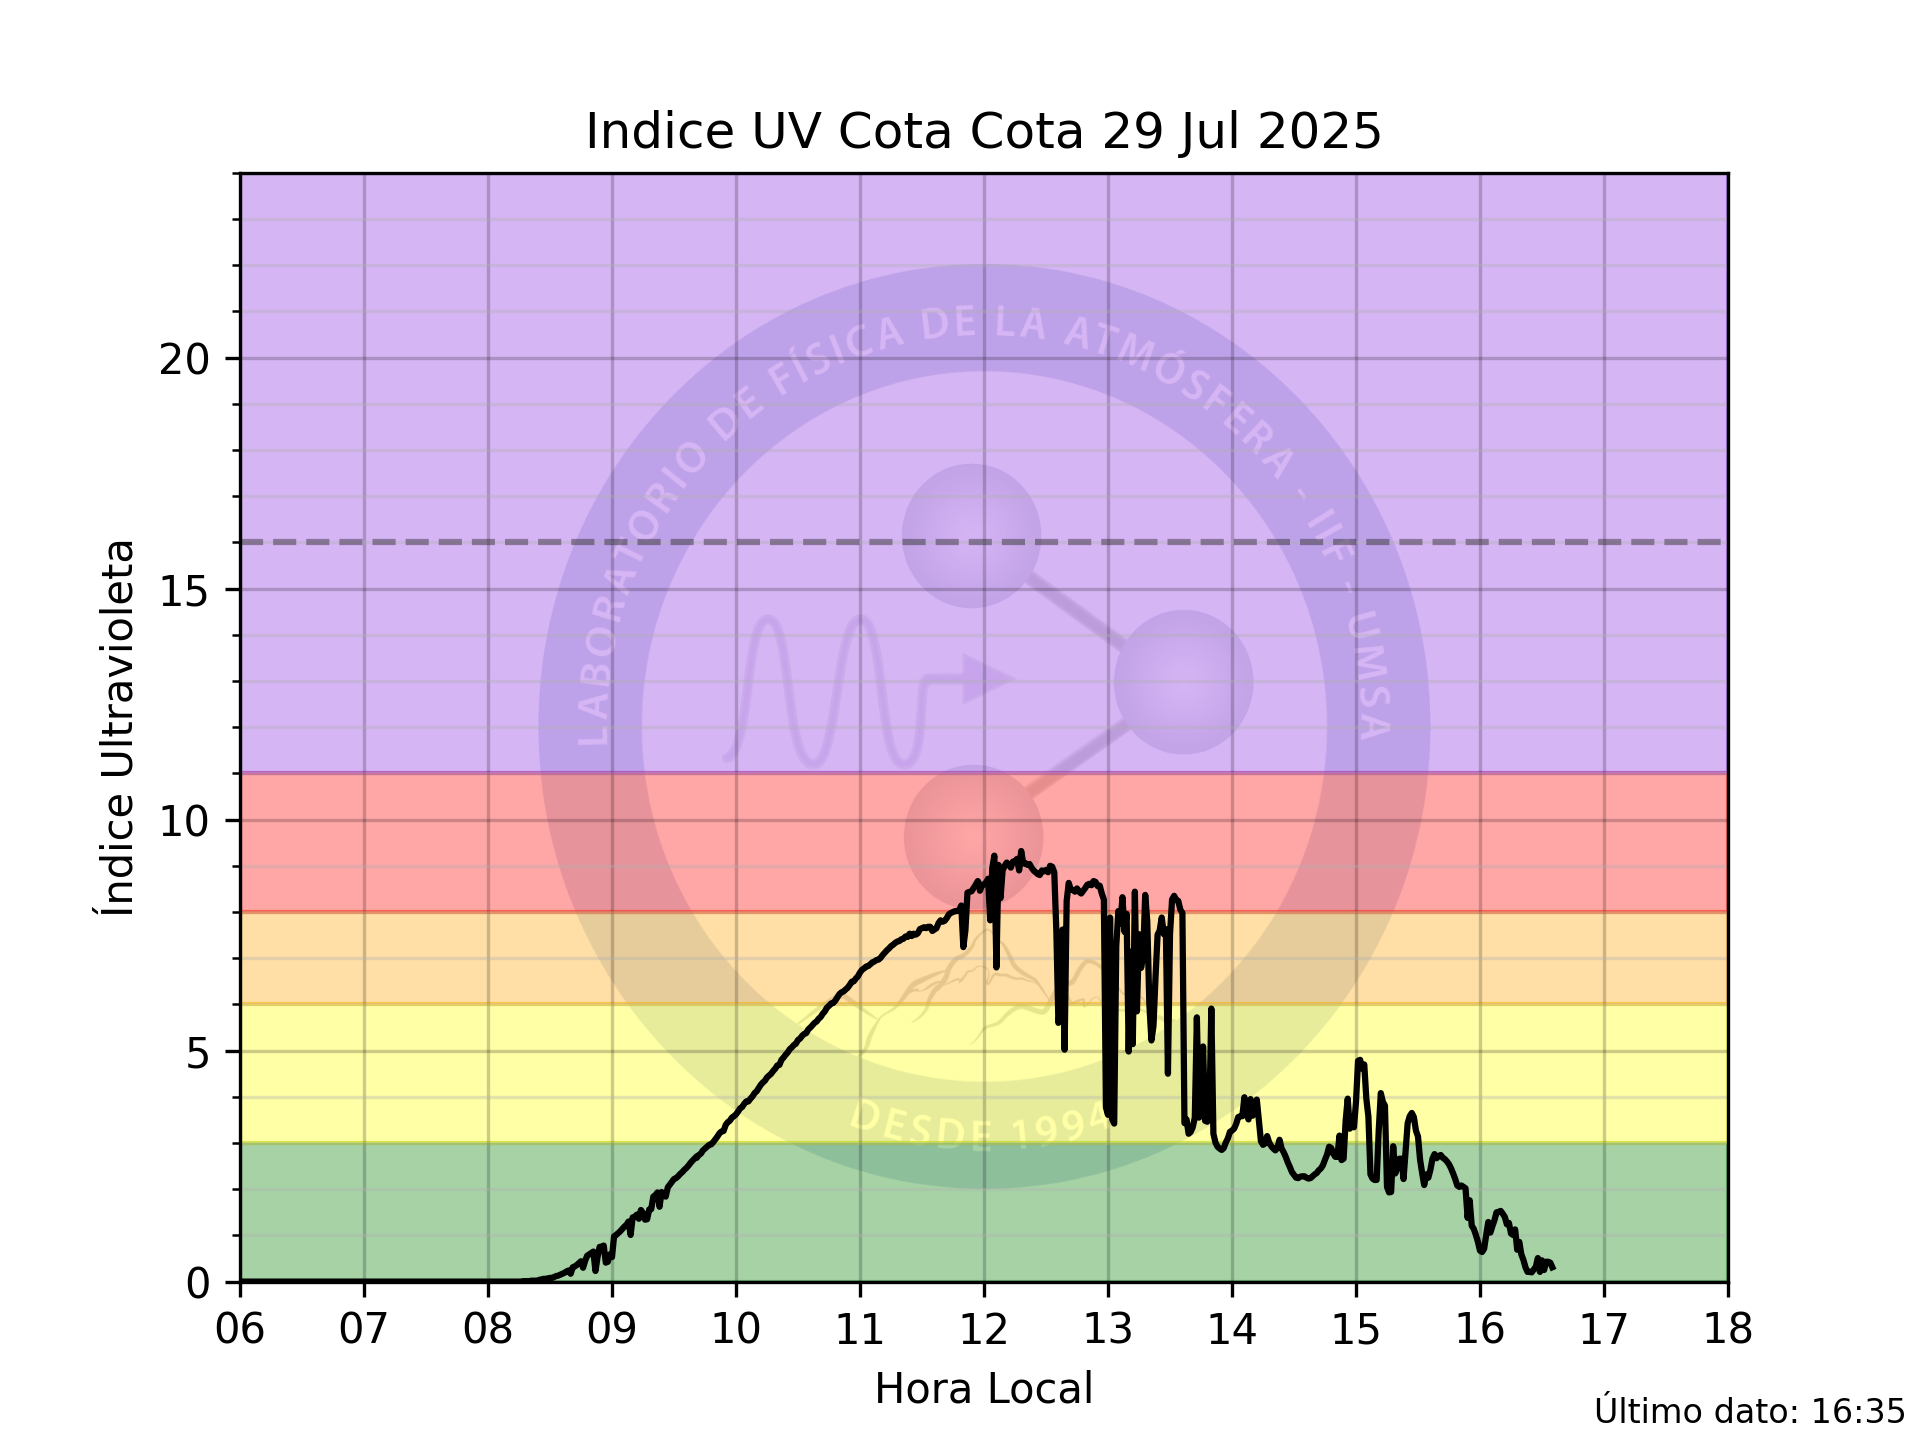 Indice UV Cota Cota 29 Jul 2025
LABORATORIO DE FÍSICA DE LA ATMÓSFERA - IIF - UMSA
20
15
10
5
0
Índice Ultravioleta
DESDE 1994
06 07 08 09 10 11 12 13 14 15 16 17 18
Hora Local
Último dato: 16:35